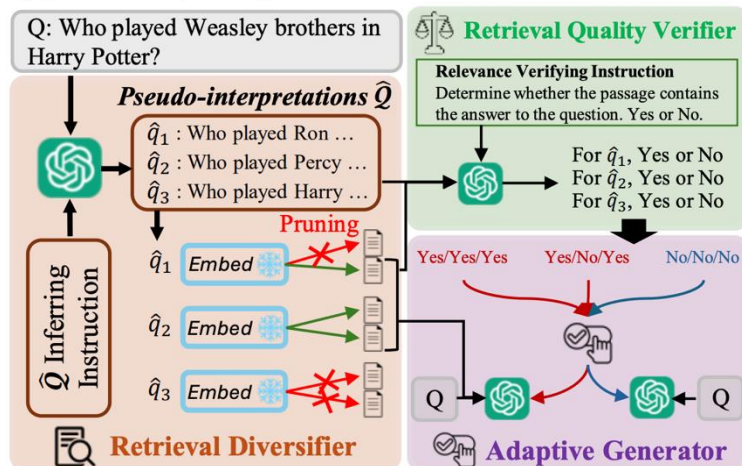 Q: Who played Weasley brothers in
Harry Potter?
Pseudo-interpretations Q̂
q̂₁ : Who played Ron ...
q̂₂ : Who played Percy ...
q̂₃ : Who played Harry ...
Q̂ Inferring
Instruction
Pruning
q̂₁ Embed
q̂₂ Embed
q̂₃ Embed
Retrieval Diversifier
Retrieval Quality Verifier
Relevance Verifying Instruction
Determine whether the passage contains
the answer to the question. Yes or No.
For q̂₁, Yes or No
For q̂₂, Yes or No
For q̂₃, Yes or No
Yes/Yes/Yes
Yes/No/Yes
No/No/No
Q
Q
Adaptive Generator